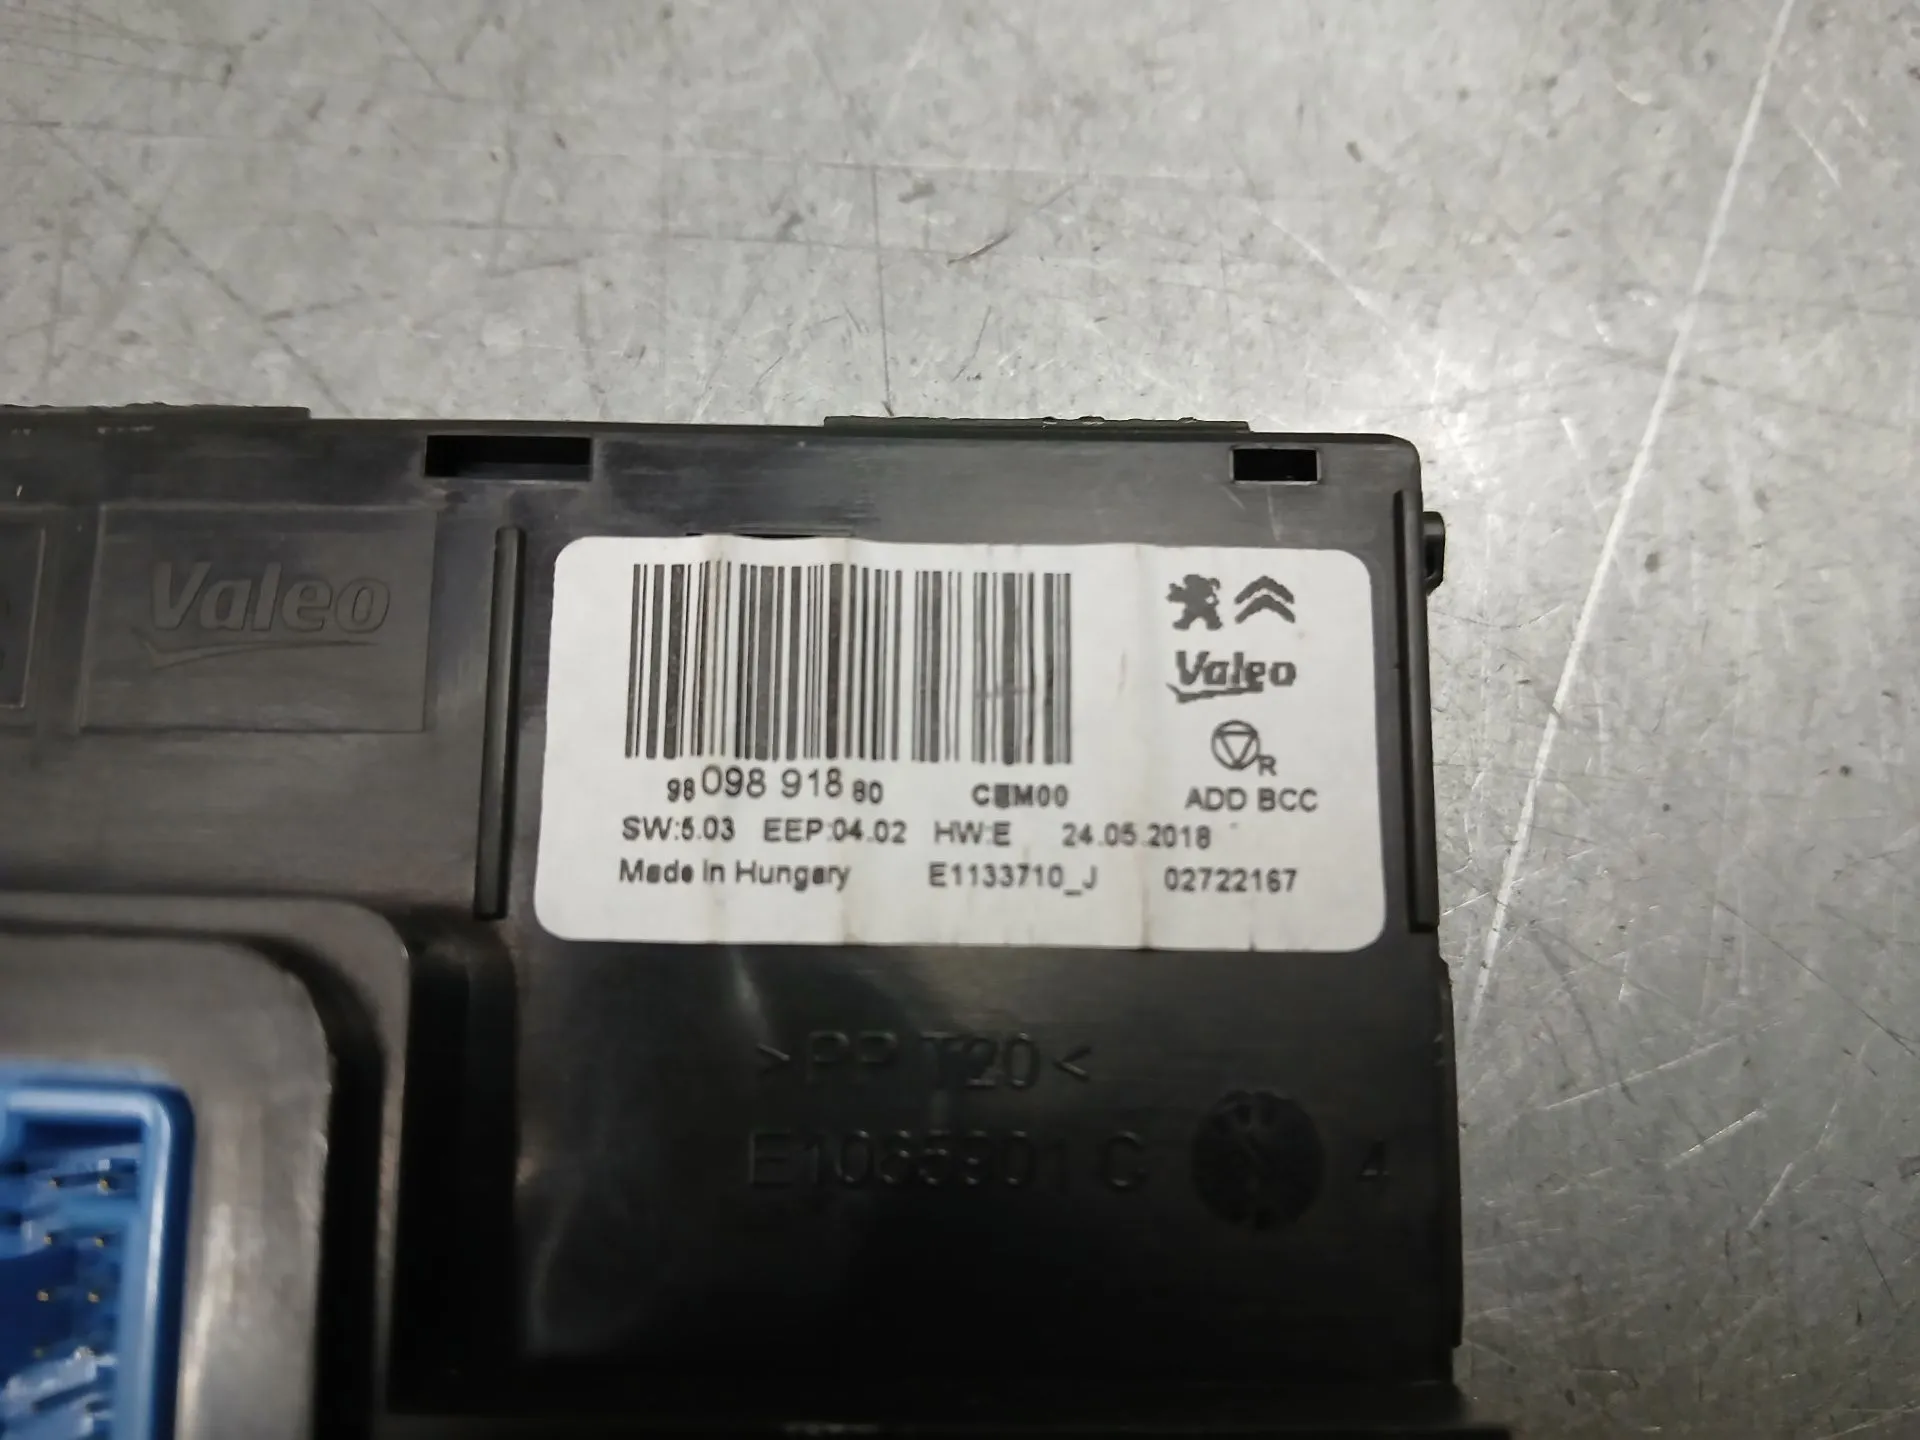 Valeo
Valeo
98 098 918 80
ADD BCC
SW:5.03 EEP:04.02 HW:E 24.05.2018
Made In Hungary E1133710_J 02722167
R
>PP T20<
4